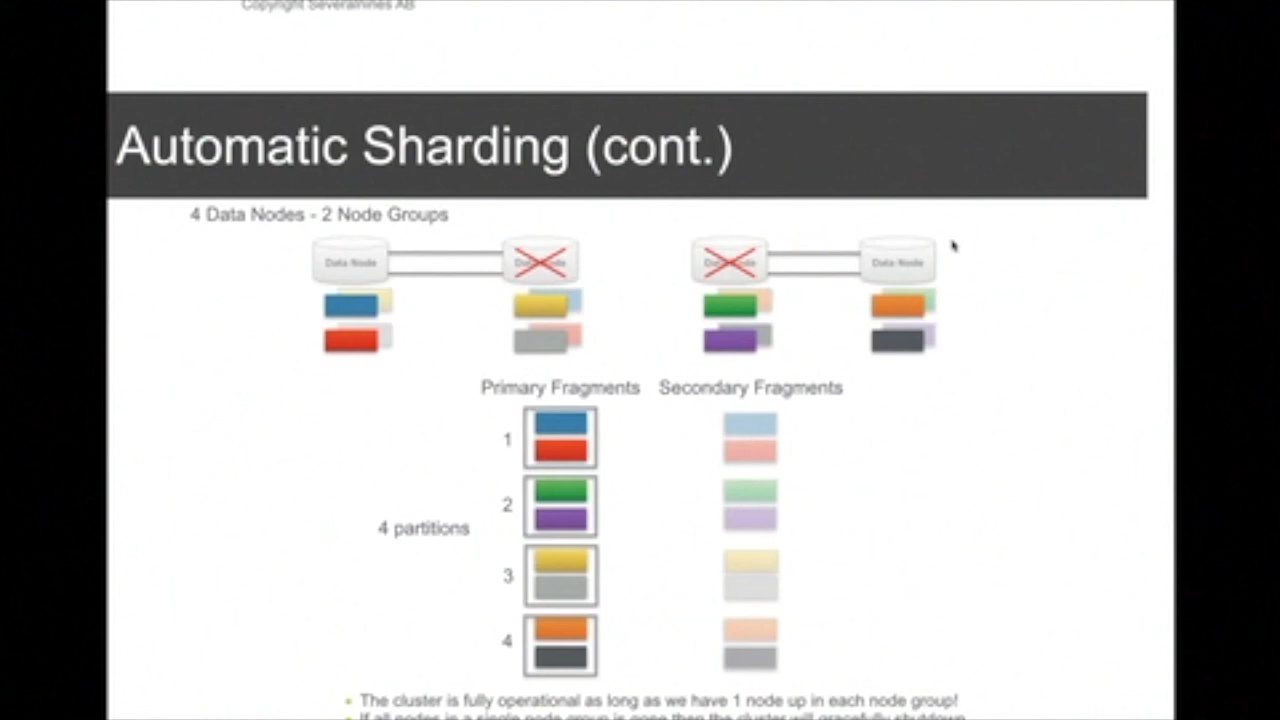 Copyright Severalnines AB
Automatic Sharding (cont.)
4 Data Nodes - 2 Node Groups
Data Node
Data Node
Data Node
Data Node
Primary Fragments Secondary Fragments
1
2
4 partitions
3
4
The cluster is fully operational as long as we have 1 node up in each node group!
If all nodes in a single node group is gone then the cluster will gracefully shutdown